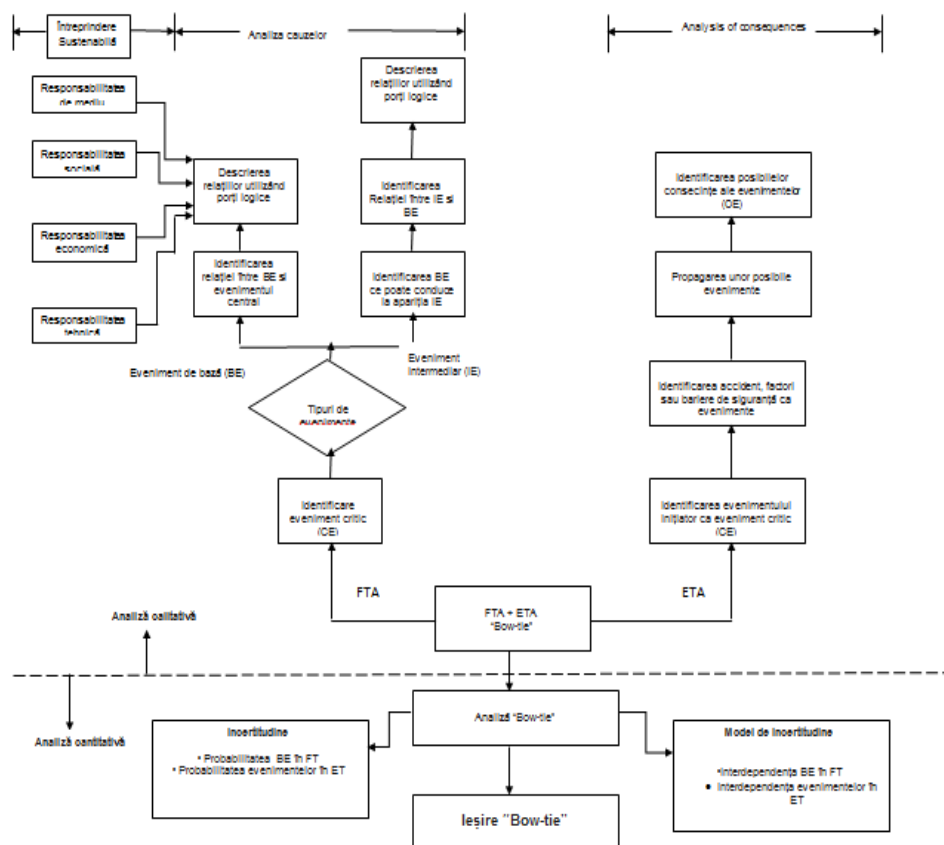 Întreprindere
Sustenabilă
Analiza cauzelor
Analysis of consequences
Responsabilitatea
de mediu
Responsabilitatea
socială
Responsabilitatea
economică
Responsabilitatea
tehnică
Descrierea
relațiilor utilizând
porți logice
Identificarea
relației între BE si
evenimentul
central
Descrierea
relațiilor utilizând
porți logice
Identificarea
Relației între IE si
BE
Identificarea BE
ce poate conduce
la apariția IE
Identificarea posibilelor
consecințe ale evenimentelor
(OE)
Propagarea unor posibile
evenimente
Identificarea accident, factori
sau bariere de siguranță ca
evenimente
Identificarea evenimentului
inițiator ca eveniment critic
(CE)
Eveniment de bază (BE)
Eveniment
Intermediar (IE)
Tipuri de
evenimente
Identificare
eveniment critic
(CE)
FTA
ETA
FTA + ETA
"Bow-tie"
Analiză calitativă
Analiză cantitativă
Analiză "Bow-tie"
Incertitudine
• Probabilitatea BE în FT
• Probabilitatea evenimentelor în ET
Model de incertitudine
•Interdependența BE în FT
• Interdependența evenimentelor în
ET
Ieșire "Bow-tie"